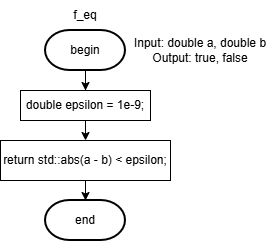 f_eq
begin
Input: double a, double b
Output: true, false
double epsilon = 1e-9;
return std::abs(a - b) < epsilon;
end